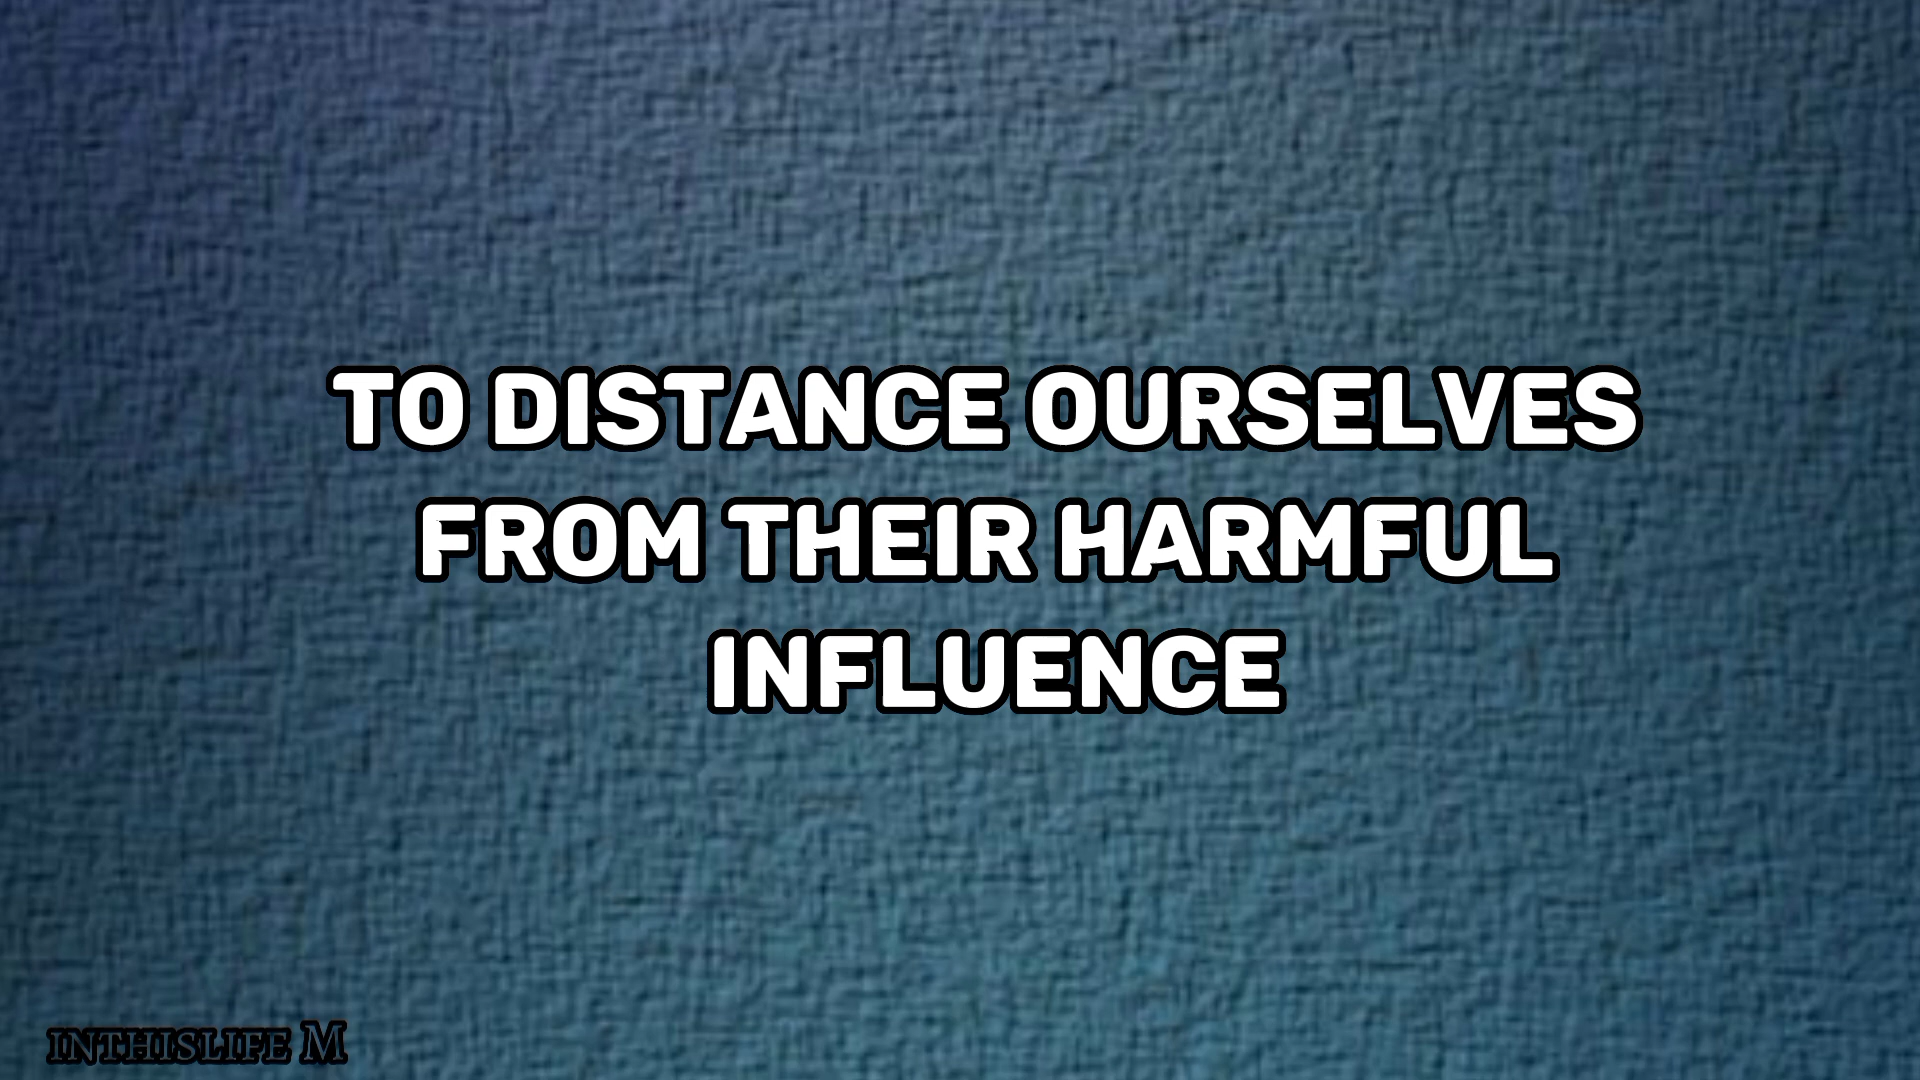 TO DISTANCE OURSELVES
FROM THEIR HARMFUL
INFLUENCE
INTHISLIFE M